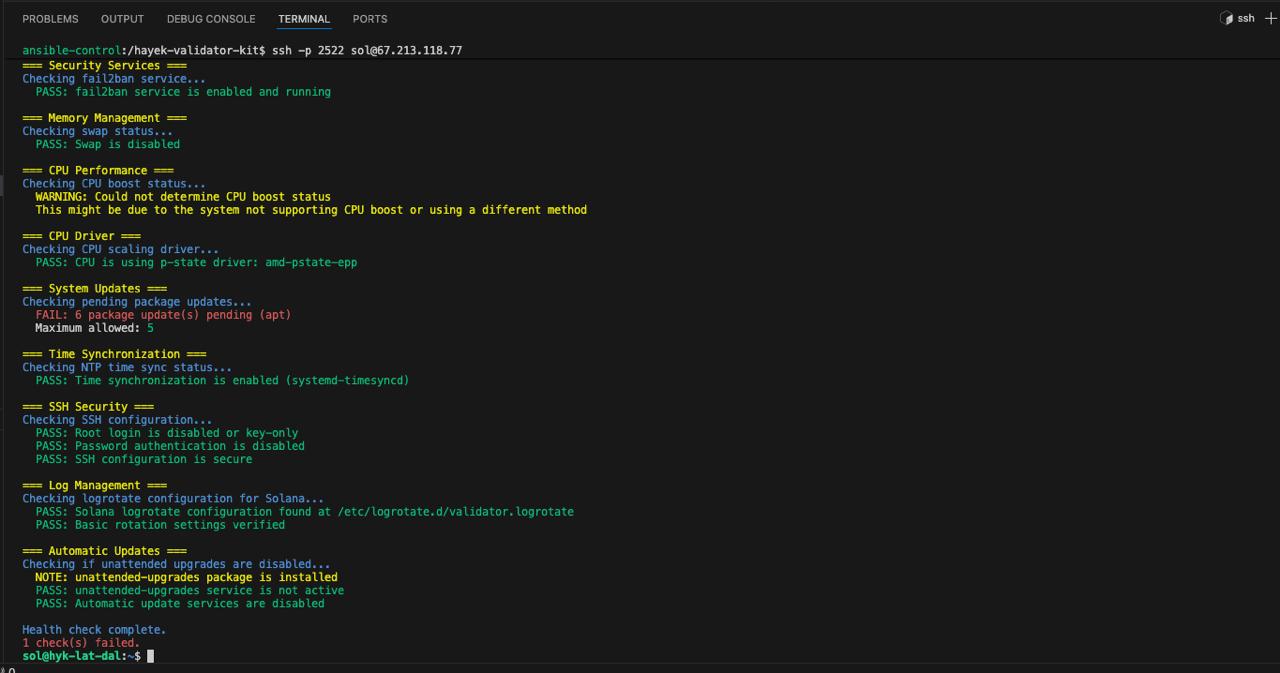 PROBLEMS OUTPUT DEBUG CONSOLE TERMINAL PORTS ssh +
ansible-control:/hayek-validator-kit$ ssh -p 2522 sol@67.213.118.77
=== Security Services ===
Checking fail2ban service...
PASS: fail2ban service is enabled and running
=== Memory Management ===
Checking swap status...
PASS: Swap is disabled
=== CPU Performance ===
Checking CPU boost status...
WARNING: Could not determine CPU boost status
This might be due to the system not supporting CPU boost or using a different method
=== CPU Driver ===
Checking CPU scaling driver...
PASS: CPU is using p-state driver: amd-pstate-epp
=== System Updates ===
Checking pending package updates...
FAIL: 6 package update(s) pending (apt)
Maximum allowed: 5
=== Time Synchronization ===
Checking NTP time sync status...
PASS: Time synchronization is enabled (systemd-timesyncd)
=== SSH Security ===
Checking SSH configuration...
PASS: Root login is disabled or key-only
PASS: Password authentication is disabled
PASS: SSH configuration is secure
=== Log Management ===
Checking logrotate configuration for Solana...
PASS: Solana logrotate configuration found at /etc/logrotate.d/validator.logrotate
PASS: Basic rotation settings verified
=== Automatic Updates ===
Checking if unattended upgrades are disabled...
NOTE: unattended-upgrades package is installed
PASS: unattended-upgrades service is not active
PASS: Automatic update services are disabled
Health check complete.
1 check(s) failed.
sol@hyk-lat-dal:~$